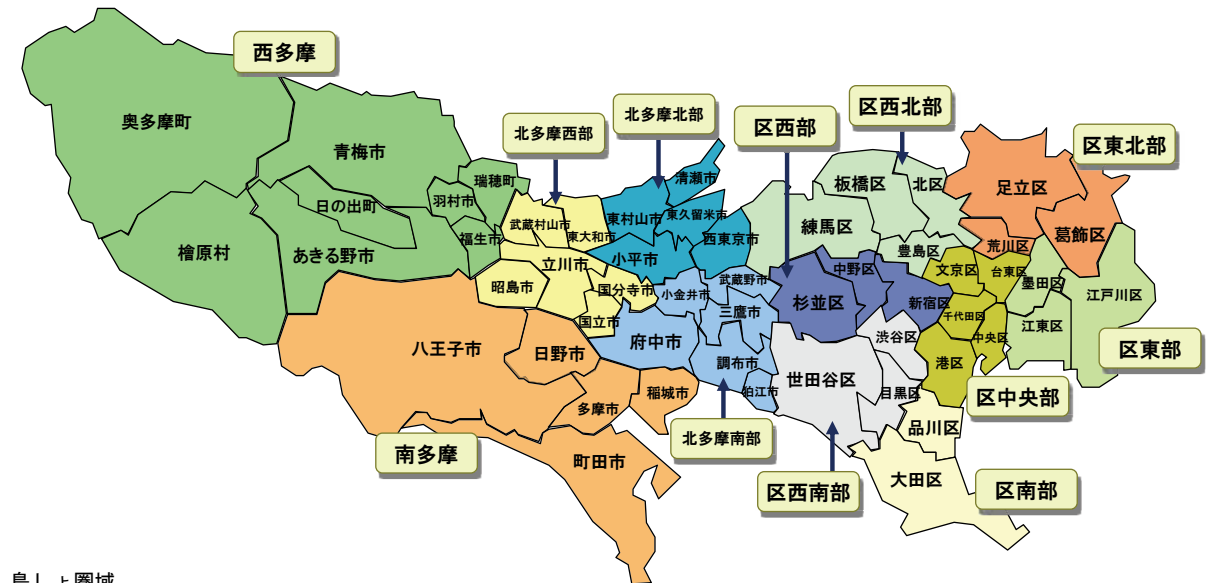 西多摩
奥多摩町
青梅市
瑞穂町
羽村市
日の出町
福生市
檜原村
あきる野市
北多摩西部
武蔵村山市
東大和市
立川市
昭島市
国分寺市
国立市
北多摩北部
清瀬市
東村山市
東久留米市
西東京市
小平市
区西部
中野区
杉並区
新宿区
区西北部
板橋区
北区
練馬区
豊島区
区東北部
足立区
荒川区
葛飾区
文京区
台東区
千代田区
中央区
港区
区中央部
墨田区
江戸川区
江東区
区東部
小金井市
武蔵野市
三鷹市
府中市
調布市
狛江市
北多摩南部
八王子市
日野市
多摩市
稲城市
町田市
南多摩
渋谷区
世田谷区
目黒区
区西南部
品川区
大田区
区南部
島しょ圏域